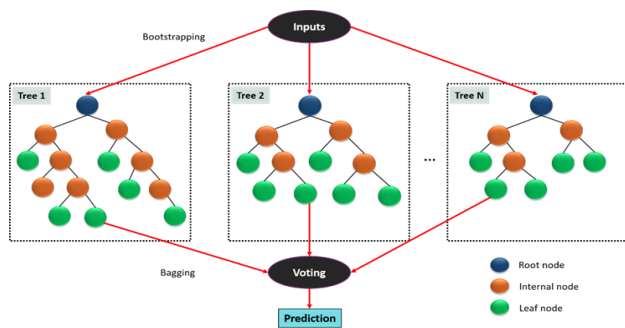 Inputs
Bootstrapping
Tree 1
Tree 2
Tree N
...
Bagging
Voting
Prediction
Root node
Internal node
Leaf node